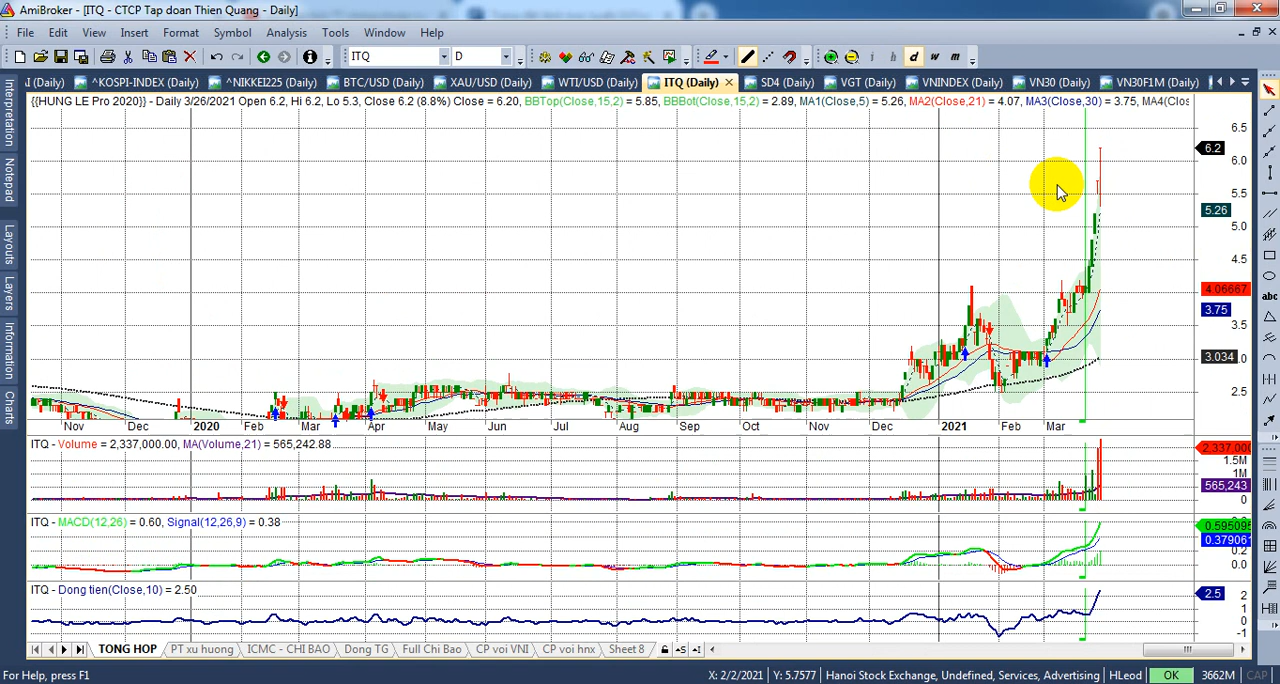 AmiBroker - [ITQ - CTCP Tap doan Thien Quang - Daily]
File Edit View Insert Format Symbol Analysis Tools Window Help
ITQ D i h d w m
I (Daily) ^KOSPI-INDEX (Daily) ^NIKKEI225 (Daily) BTC/USD (Daily) XAU/USD (Daily) WTI/USD (Daily) ITQ (Daily) SD4 (Daily) VGT (Daily) VNINDEX (Daily) VN30 (Daily) VN30F1M (Daily)
{{HUNG LE Pro 2020}} - Daily 3/26/2021 Open 6.2, Hi 6.2, Lo 5.3, Close 6.2 (8.8%) Close = 6.20, BBTop(Close,15,2) = 5.85, BBBot(Close,15,2) = 2.89, MA1(Close,5) = 5.26, MA2(Close,21) = 4.07, MA3(Close,30) = 3.75, MA4(Clos
Interpretation
Notepad
Layouts
Layers
Information
Charts
abc
6.5
6.2
6.0
5.5
5.26
5.0
4.5
4.06667
3.75
3.5
3.034
3.0
2.5
Nov Dec 2020 Feb Mar Apr May Jun Jul Aug Sep Oct Nov Dec 2021 Feb Mar
ITQ - Volume = 2,337,000.00, MA(Volume,21) = 565,242.88
2,337,000
1.5M
1M
565,243
0
ITQ - MACD(12,26) = 0.60, Signal(12,26,9) = 0.38
0.595095
0.379061
0.2
0.0
ITQ - Dong tien(Close,10) = 2.50
2.5
2
1
0
-1
TONG HOP PT xu huong ICMC - CHI BAO Dong TG Full Chi Bao CP voi VNI CP voi hnx Sheet 8
For Help, press F1 X: 2/2/2021 Y: 5.7577 Hanoi Stock Exchange, Undefined, Services, Advertising HLeod OK 3662M CAP